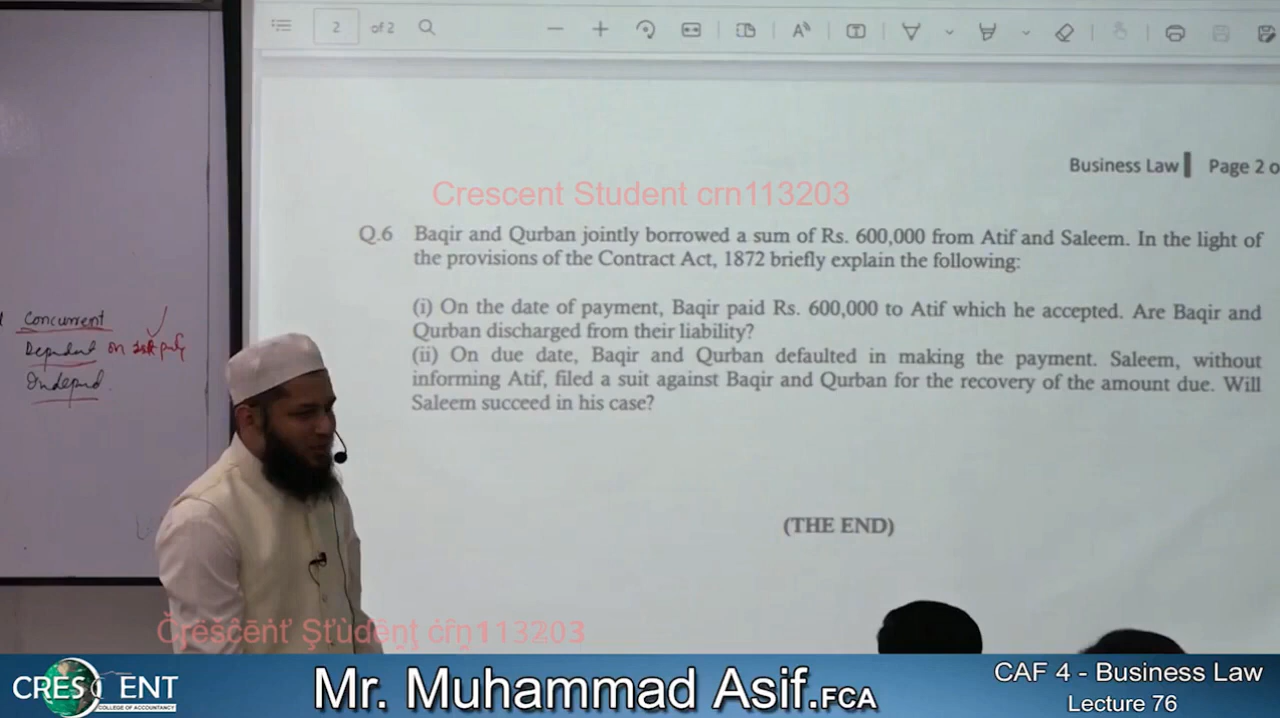 2 of 2
Business Law Page 2 o
Crescent Student crn113203
Q.6 Baqir and Qurban jointly borrowed a sum of Rs. 600,000 from Atif and Saleem. In the light of
the provisions of the Contract Act, 1872 briefly explain the following:
(i) On the date of payment, Baqir paid Rs. 600,000 to Atif which he accepted. Are Baqir and
Qurban discharged from their liability?
(ii) On due date, Baqir and Qurban defaulted in making the payment. Saleem, without
informing Atif, filed a suit against Baqir and Qurban for the recovery of the amount due. Will
Saleem succeed in his case?
(THE END)
Concurrent
Dependent on
Independ.
Črëšĉēṅť Şťùdēṇţ ċr̂ṇ113203
CRESCENT
COLLEGE OF ACCOUNTANCY
Mr. Muhammad Asif.FCA
CAF 4 - Business Law
Lecture 76